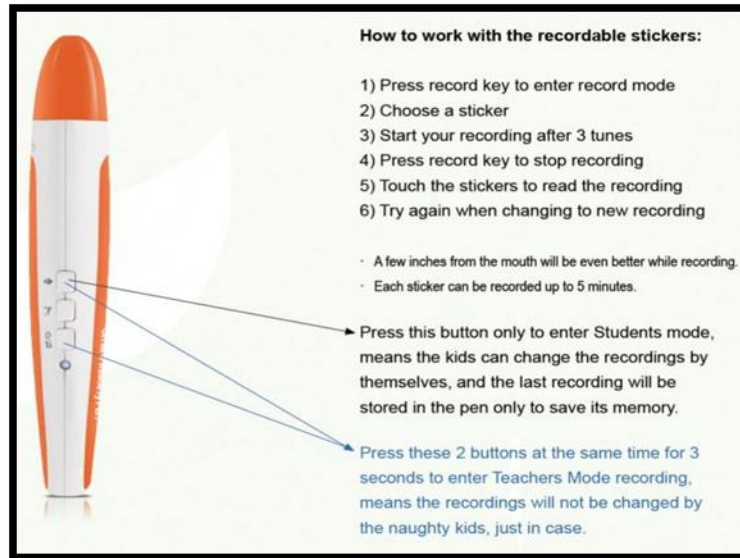 How to work with the recordable stickers:
1) Press record key to enter record mode
2) Choose a sticker
3) Start your recording after 3 tunes
4) Press record key to stop recording
5) Touch the stickers to read the recording
6) Try again when changing to new recording
· A few inches from the mouth will be even better while recording.
· Each sticker can be recorded up to 5 minutes.
Press this button only to enter Students mode,
means the kids can change the recordings by
themselves, and the last recording will be
stored in the pen only to save its memory.
Press these 2 buttons at the same time for 3
seconds to enter Teachers Mode recording,
means the recordings will not be changed by
the naughty kids, just in case.